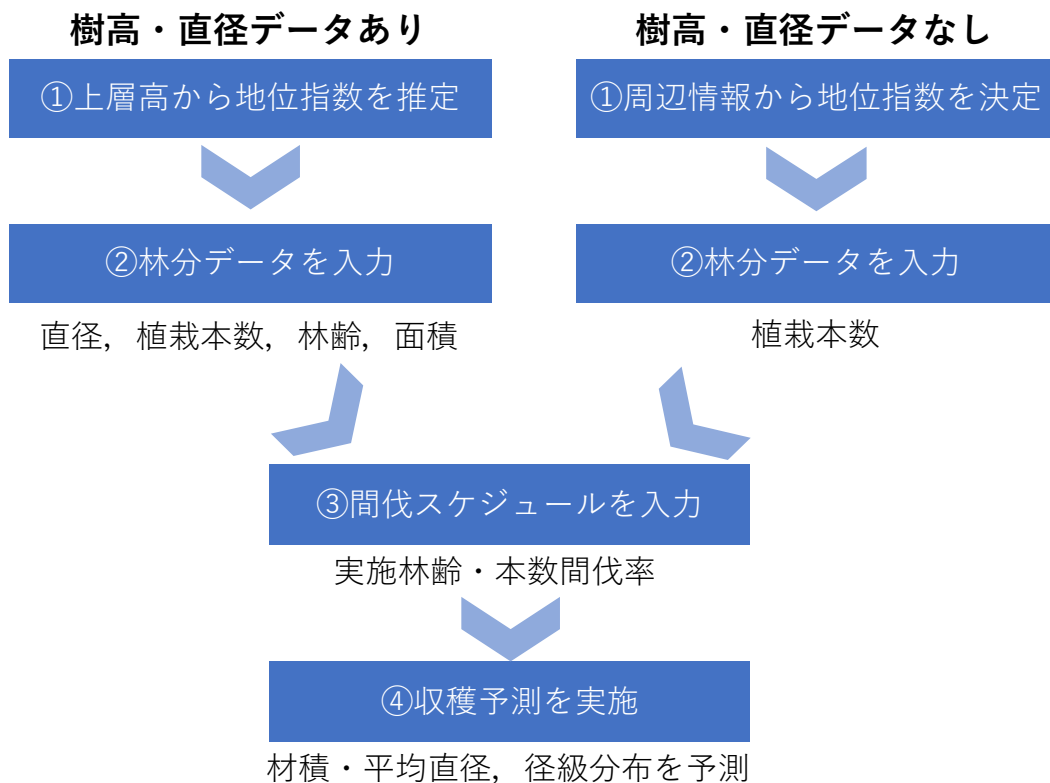 樹高・直径データあり
①上層高から地位指数を推定
②林分データを入力
直径, 植栽本数, 林齢, 面積
樹高・直径データなし
①周辺情報から地位指数を決定
②林分データを入力
植栽本数
③間伐スケジュールを入力
実施林齢・本数間伐率
④収穫予測を実施
材積・平均直径, 径級分布を予測